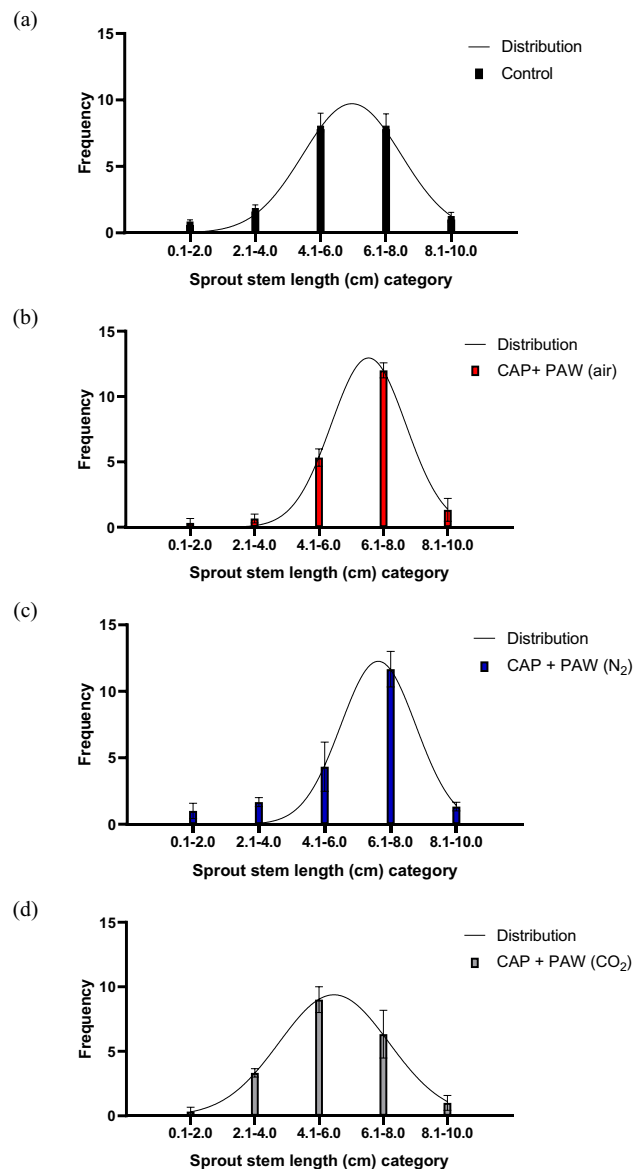 (a)
15
Distribution
Control
10
Frequency
5
0
0.1-2.0 2.1-4.0 4.1-6.0 6.1-8.0 8.1-10.0
Sprout stem length (cm) category
(b)
15
Distribution
CAP+ PAW (air)
10
Frequency
5
0
0.1-2.0 2.1-4.0 4.1-6.0 6.1-8.0 8.1-10.0
Sprout stem length (cm) category
(c)
15
Distribution
CAP + PAW (N₂)
10
Frequency
5
0
0.1-2.0 2.1-4.0 4.1-6.0 6.1-8.0 8.1-10.0
Sprout stem length (cm) category
(d)
15
Distribution
CAP + PAW (CO₂)
10
Frequency
5
0
0.1-2.0 2.1-4.0 4.1-6.0 6.1-8.0 8.1-10.0
Sprout stem length (cm) category